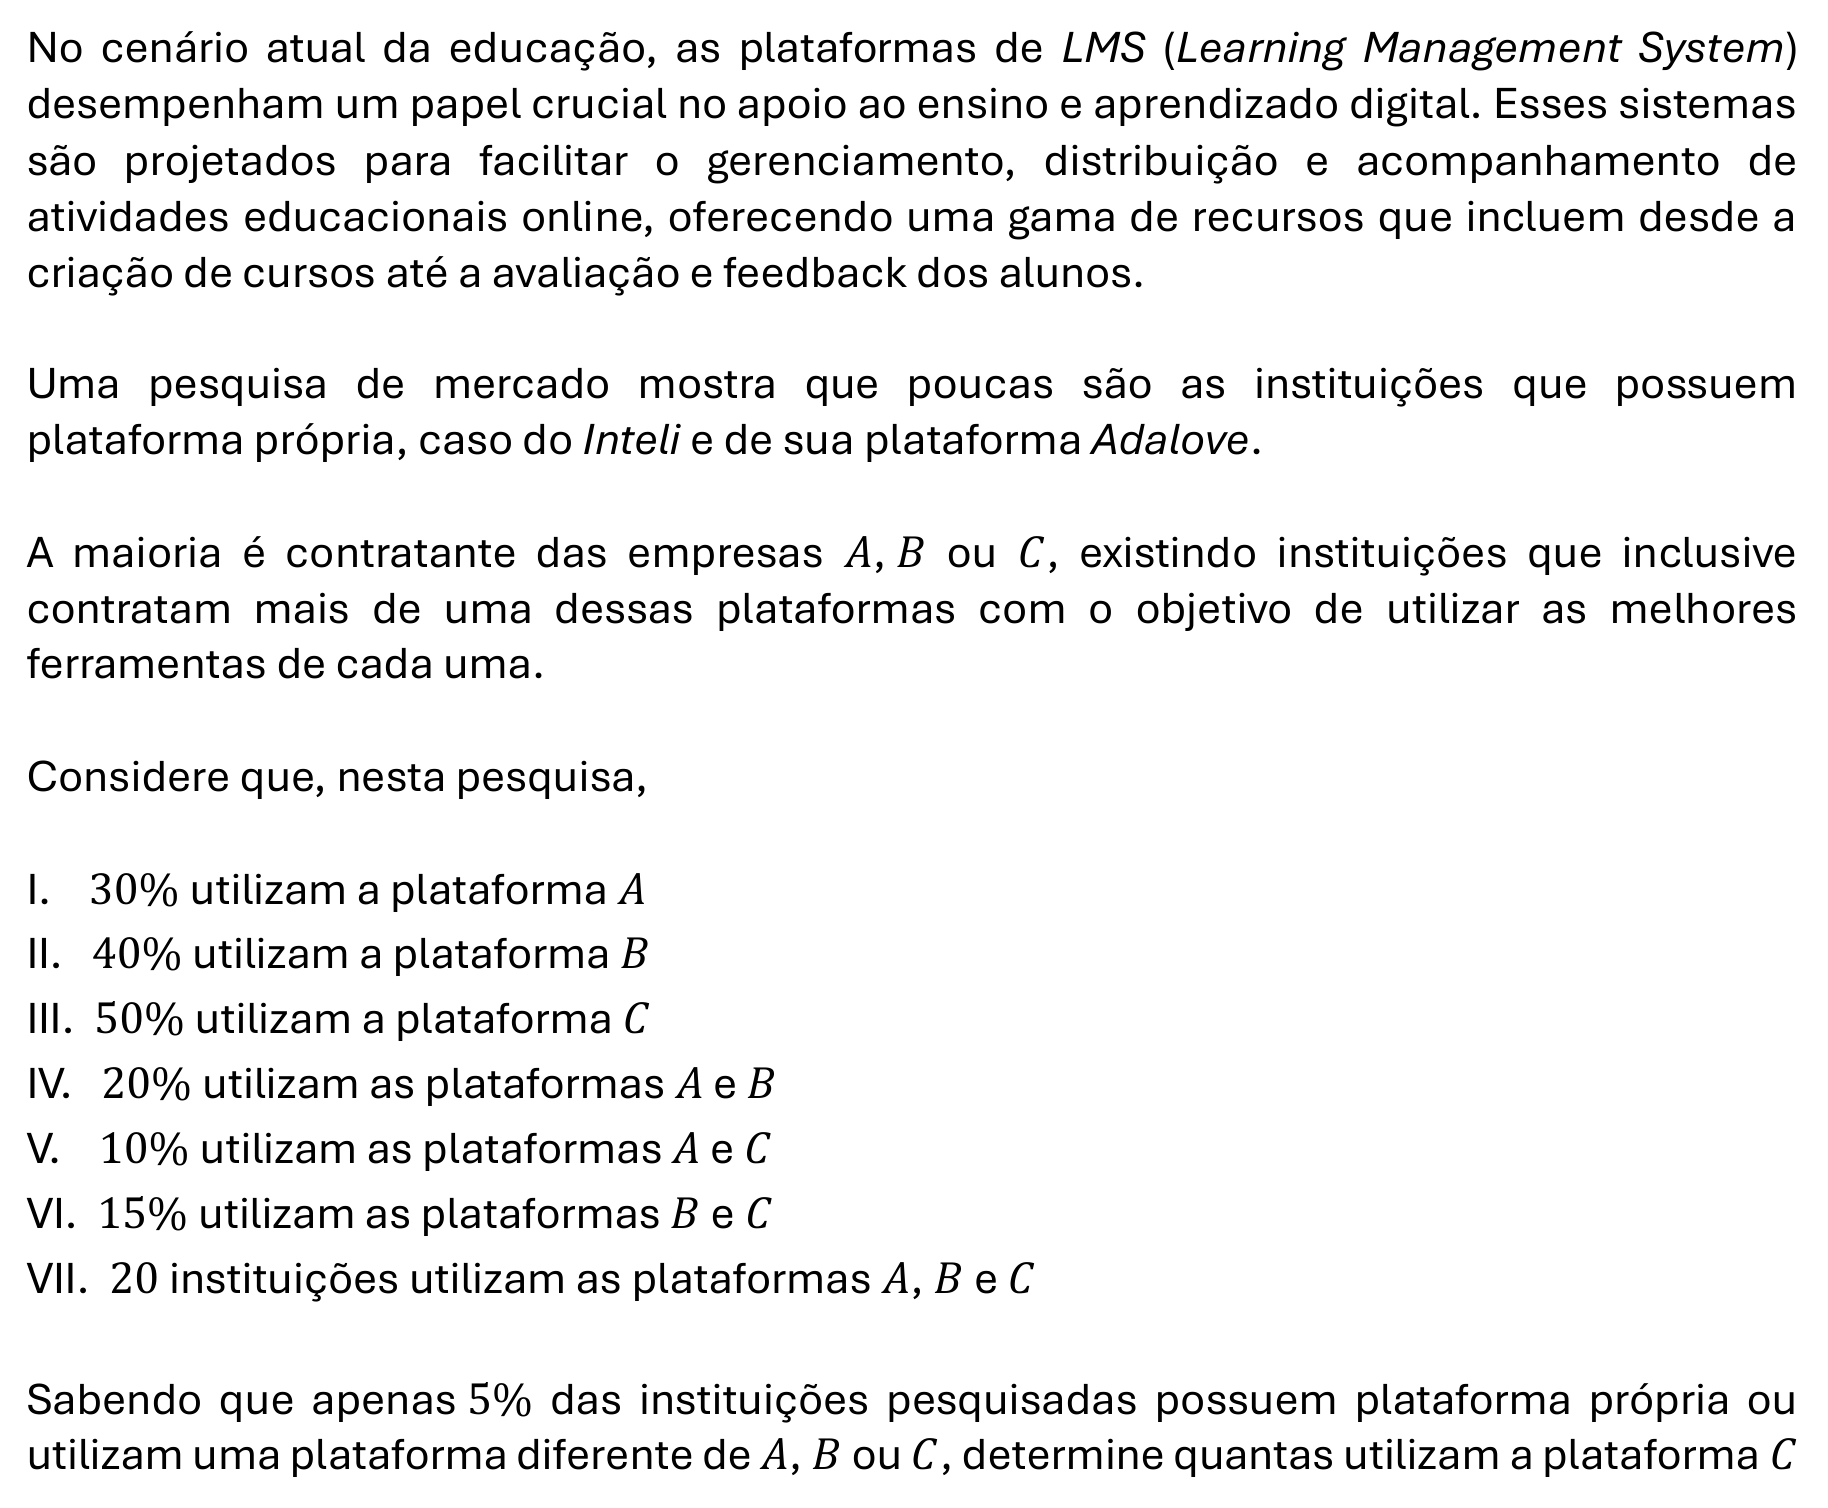 No cenário atual da educação, as plataformas de LMS (Learning Management System)
desempenham um papel crucial no apoio ao ensino e aprendizado digital. Esses sistemas
são projetados para facilitar o gerenciamento, distribuição e acompanhamento de
atividades educacionais online, oferecendo uma gama de recursos que incluem desde a
criação de cursos até a avaliação e feedback dos alunos.
Uma pesquisa de mercado mostra que poucas são as instituições que possuem
plataforma própria, caso do Inteli e de sua plataforma Adalove.
A maioria é contratante das empresas A, B ou C, existindo instituições que inclusive
contratam mais de uma dessas plataformas com o objetivo de utilizar as melhores
ferramentas de cada uma.
Considere que, nesta pesquisa,
I. 30% utilizam a plataforma A
II. 40% utilizam a plataforma B
III. 50% utilizam a plataforma C
IV. 20% utilizam as plataformas A e B
V. 10% utilizam as plataformas A e C
VI. 15% utilizam as plataformas B e C
VII. 20 instituições utilizam as plataformas A, B e C
Sabendo que apenas 5% das instituições pesquisadas possuem plataforma própria ou
utilizam uma plataforma diferente de A, B ou C, determine quantas utilizam a plataforma C